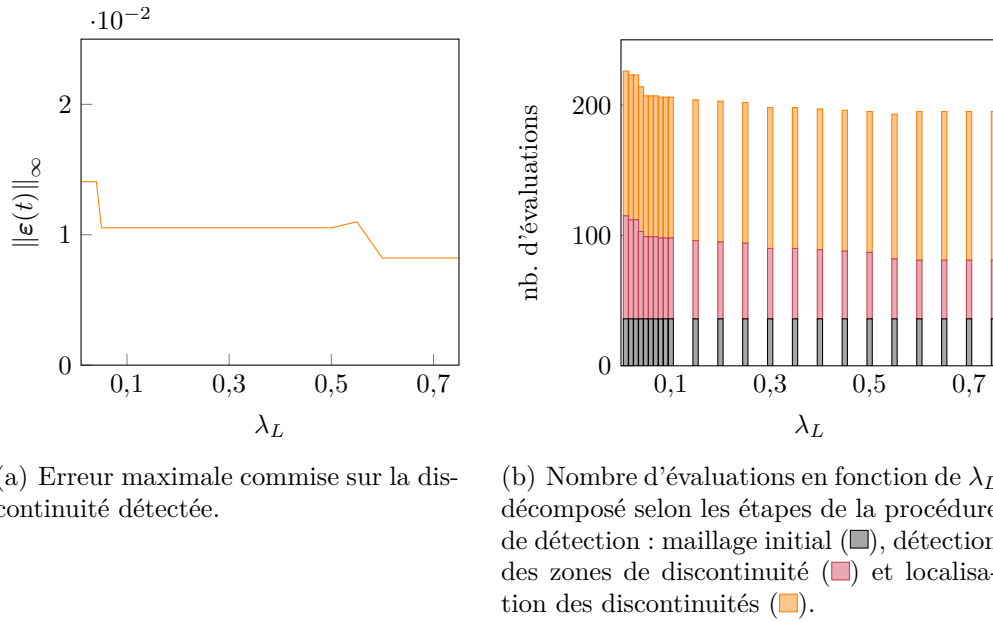 ·10⁻²
2
1
0
‖ε(t)‖∞
0,1 0,3 0,5 0,7
λ_L
200
100
0
nb. d'évaluations
0,1 0,3 0,5 0,7
λ_L
(a) Erreur maximale commise sur la dis-
continuité détectée.
(b) Nombre d'évaluations en fonction de λ_L
décomposé selon les étapes de la procédure
de détection : maillage initial (), détection
des zones de discontinuité () et localisa-
tion des discontinuités ().